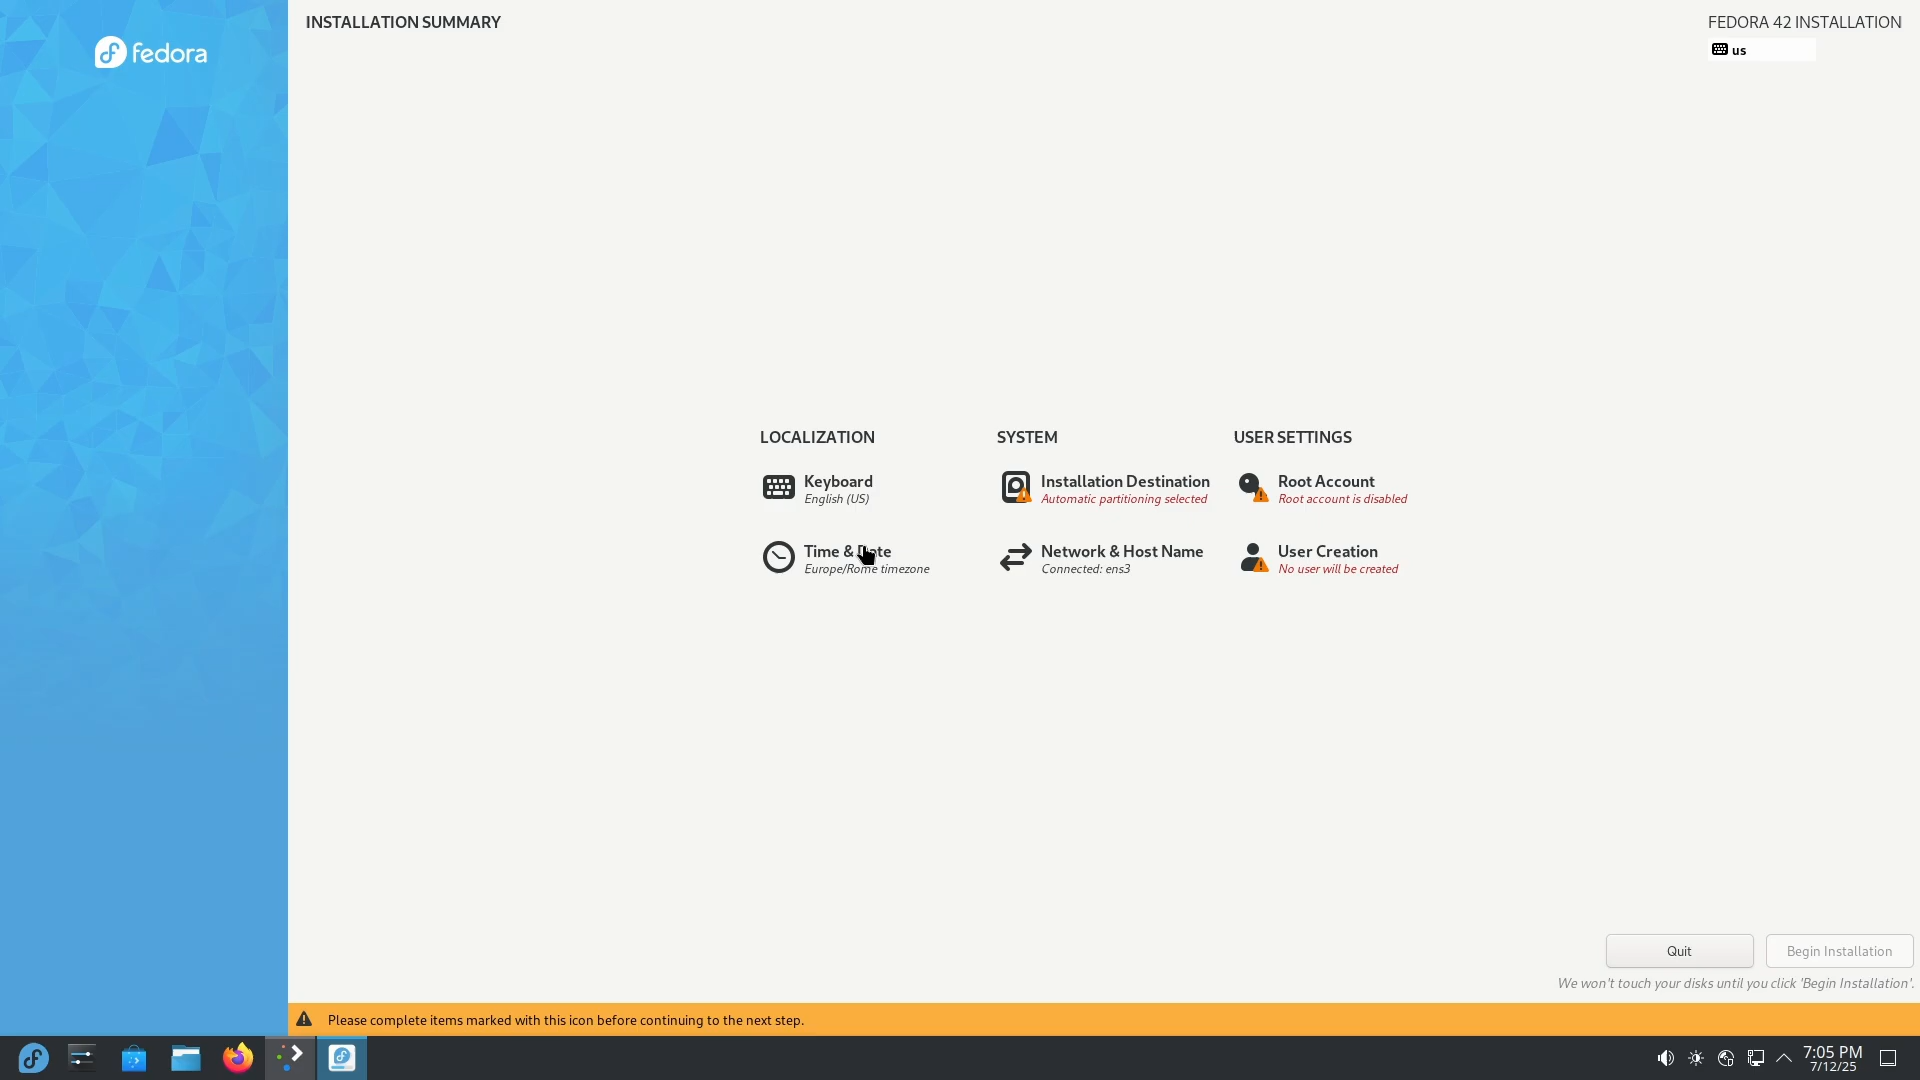 INSTALLATION SUMMARY
FEDORA 42 INSTALLATION
fedora
us
LOCALIZATION
Keyboard
English (US)
Time & Date
Europe/Rome timezone
SYSTEM
Installation Destination
Automatic partitioning selected
Network & Host Name
Connected: ens3
USER SETTINGS
Root Account
Root account is disabled
User Creation
No user will be created
Quit
Begin Installation
We won't touch your disks until you click 'Begin Installation'.
Please complete items marked with this icon before continuing to the next step.
7:05 PM
7/12/25